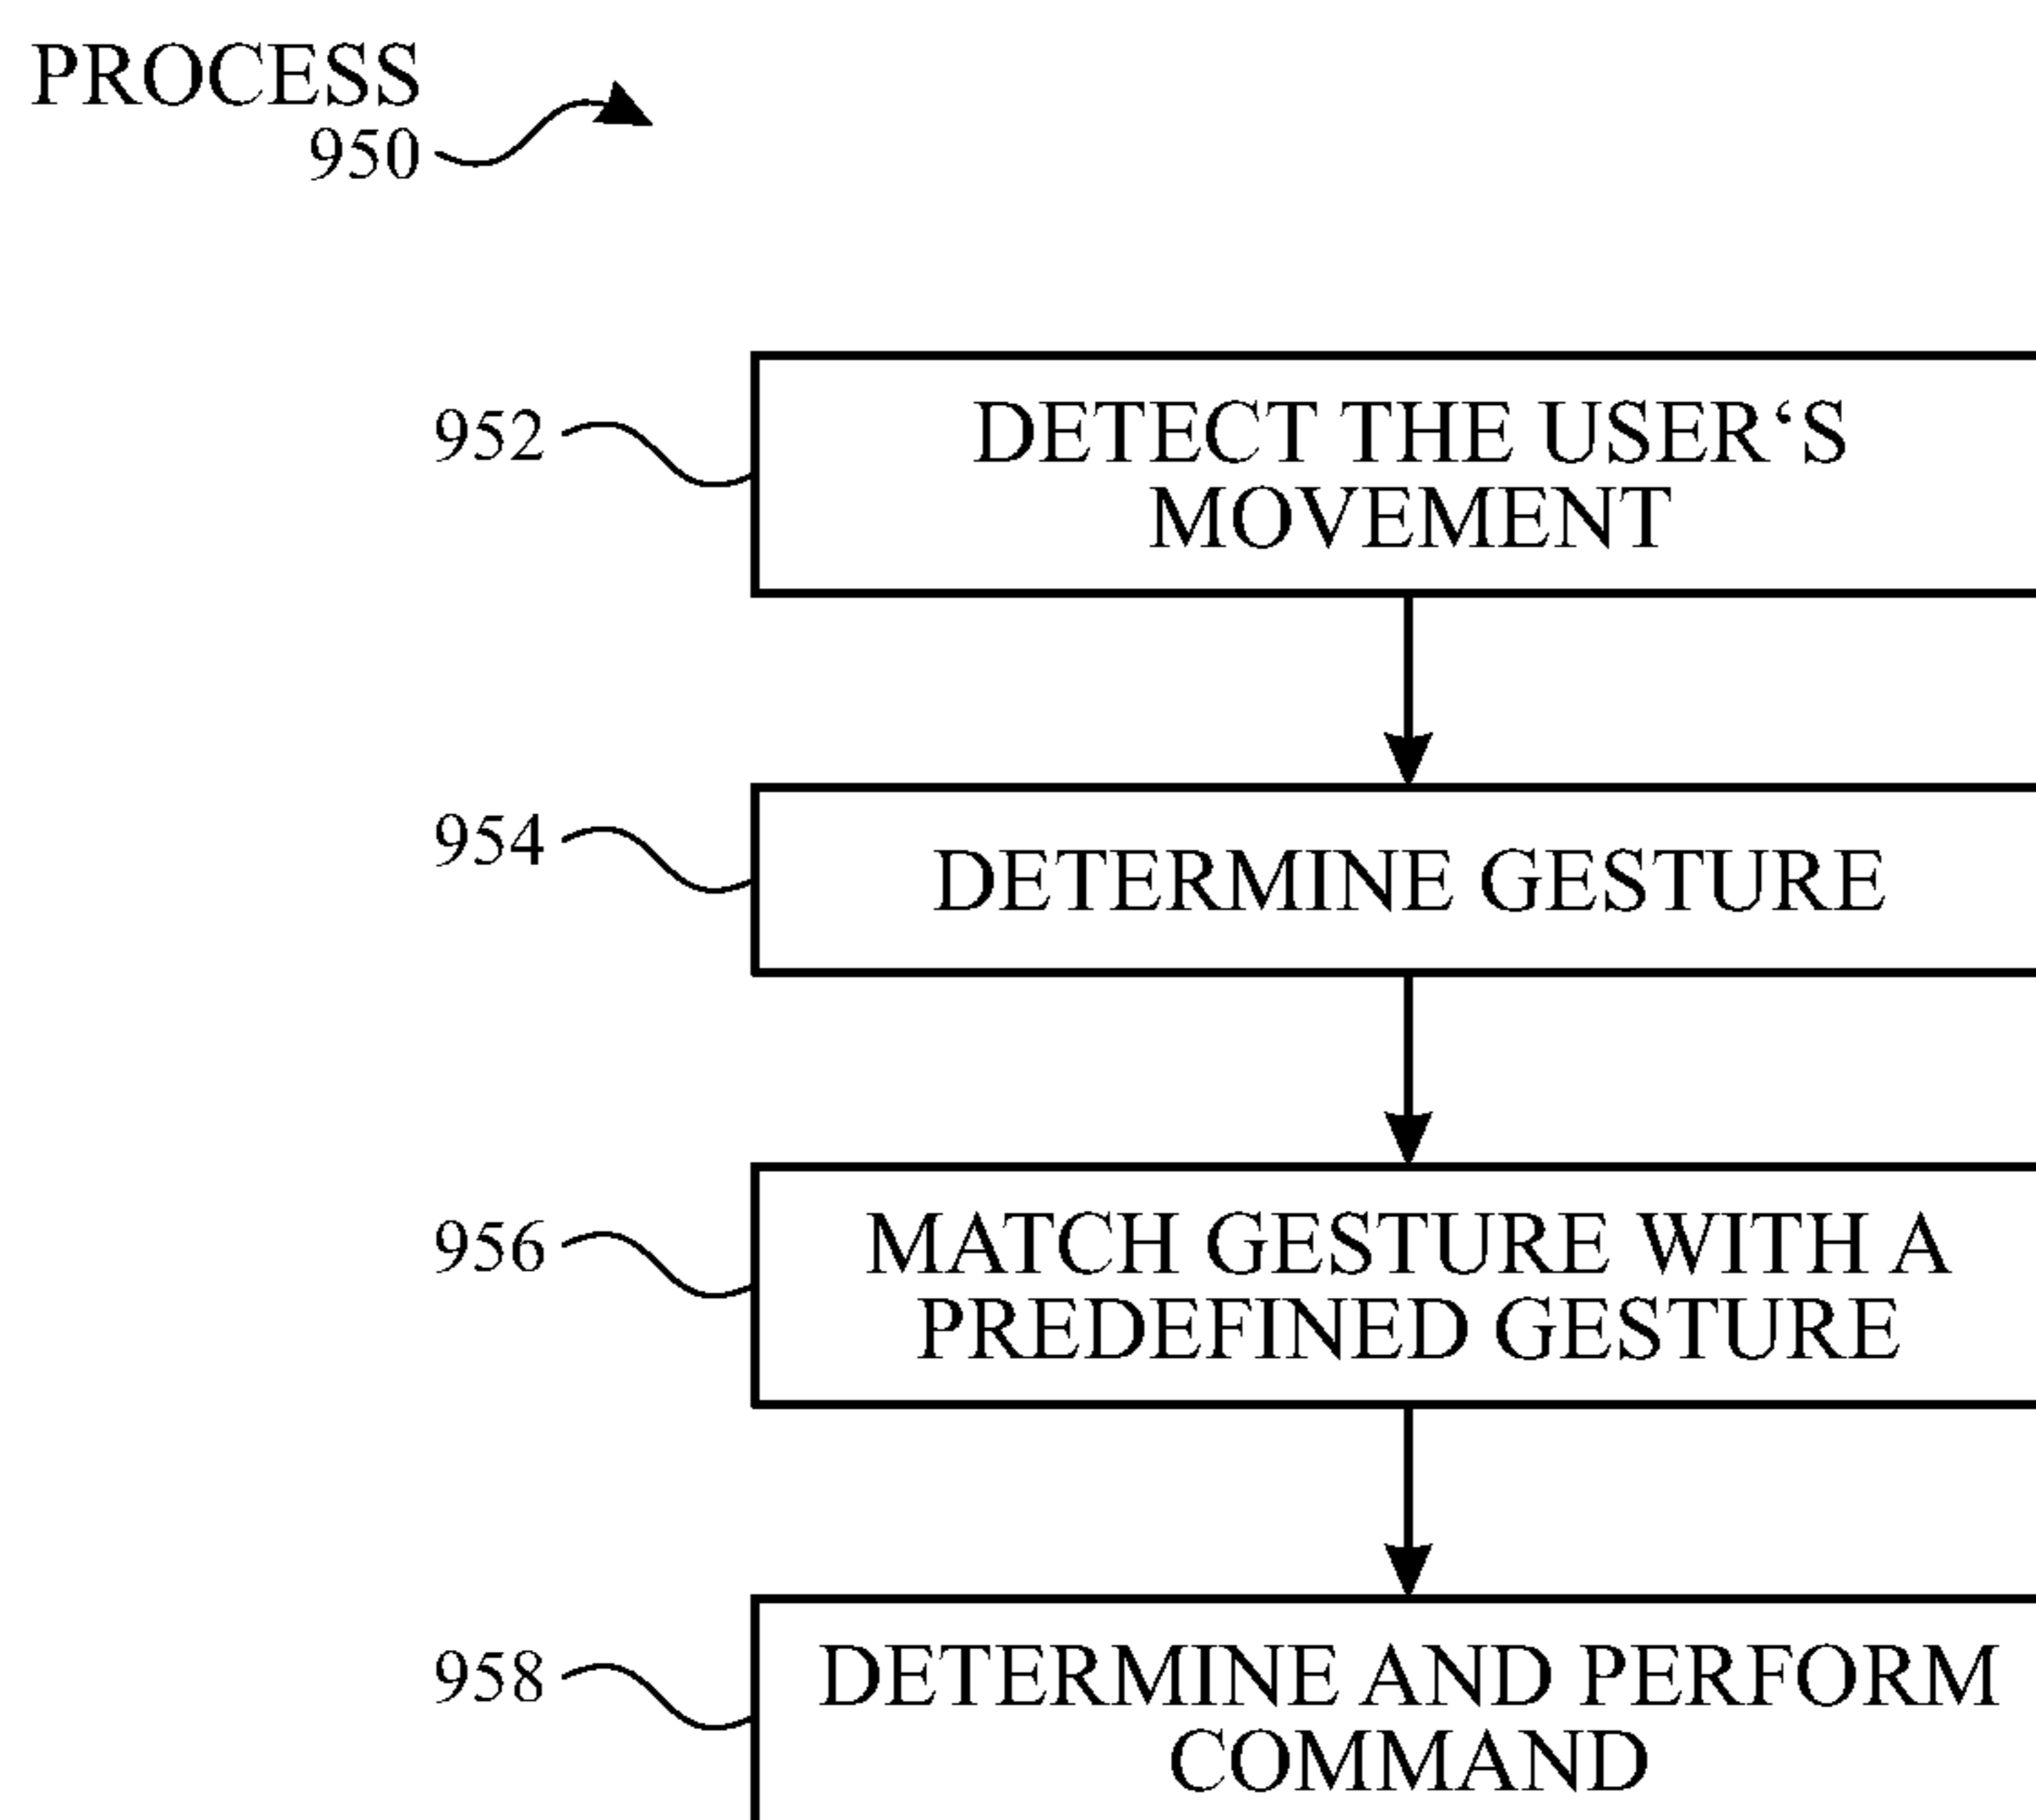 PROCESS
950
952
DETECT THE USER‘S
MOVEMENT
954
DETERMINE GESTURE
956
MATCH GESTURE WITH A
PREDEFINED GESTURE
958
DETERMINE AND PERFORM
COMMAND